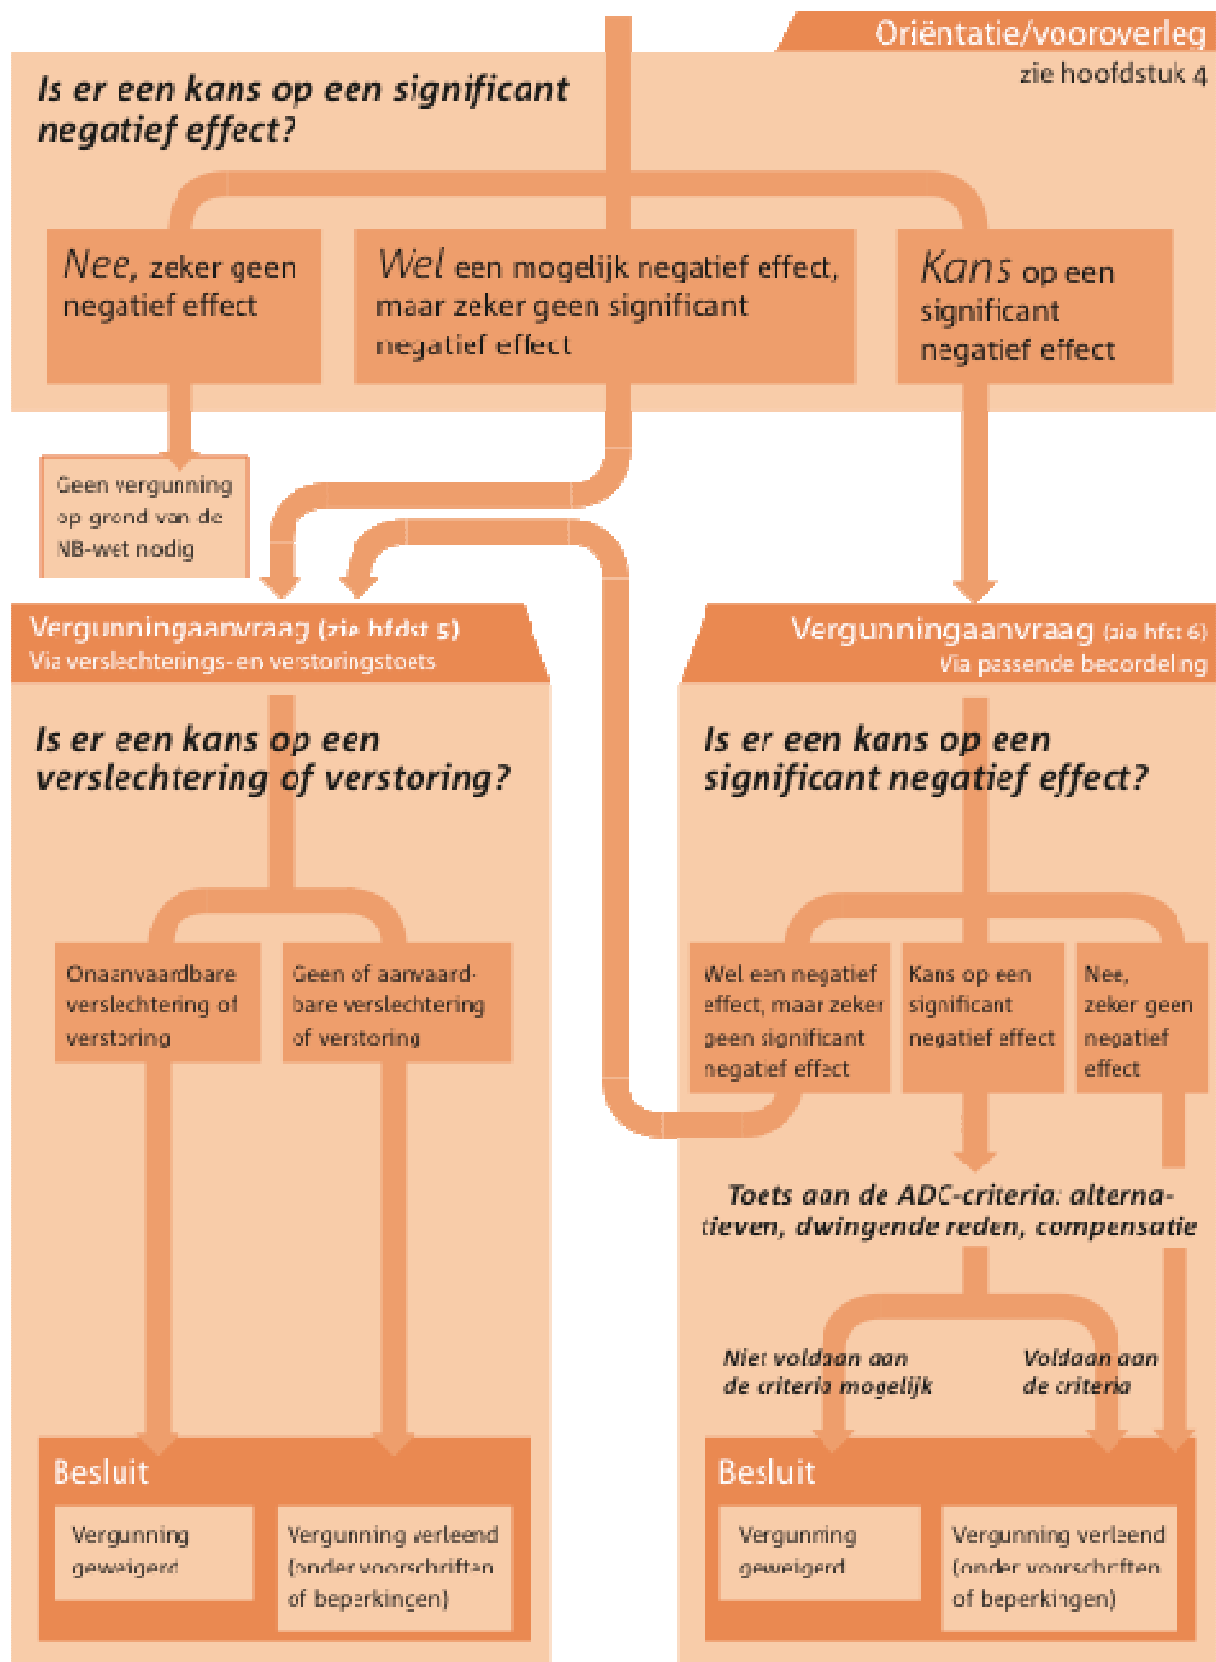 Oriëntatie/vooroverleg
zie hoofdstuk 4
Is er een kans op een significant
negatief effect?
Nee, zeker geen
negatief effect
Wel een mogelijk negatief effect,
maar zeker geen significant
negatief effect
Kans op een
significant
negatief effect
Geen vergunning
op grond van de
NB-wet nodig
Vergunningaanvraag (zie hfdst 5)
Via verslechterings- en verstoringstoets
Is er een kans op een
verslechtering of verstoring?
Onaanvaardbare
verslechtering of
verstoring
Geen of aanvaard-
bare verslechtering
of verstoring
Besluit
Vergunning
geweigerd
Vergunning verleend
(onder voorschriften
of beperkingen)
Vergunningaanvraag (zie hfst 6)
Via passende beoordeling
Is er een kans op een
significant negatief effect?
Wel een negatief
effect, maar zeker
geen significant
negatief effect
Kans op een
significant
negatief effect
Nee,
zeker geen
negatief
effect
Toets aan de ADC-criteria: alterna-
tieven, dwingende reden, compensatie
Niet voldaan aan
de criteria mogelijk
Voldaan aan
de criteria
Besluit
Vergunning
geweigerd
Vergunning verleend
(onder voorschriften
of beperkingen)